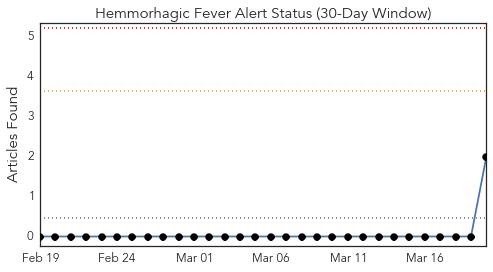 Hemmorhagic Fever Alert Status (30-Day Window)
Articles Found
5
4
3
2
1
0
Feb 19 Feb 24 Mar 01 Mar 06 Mar 11 Mar 16